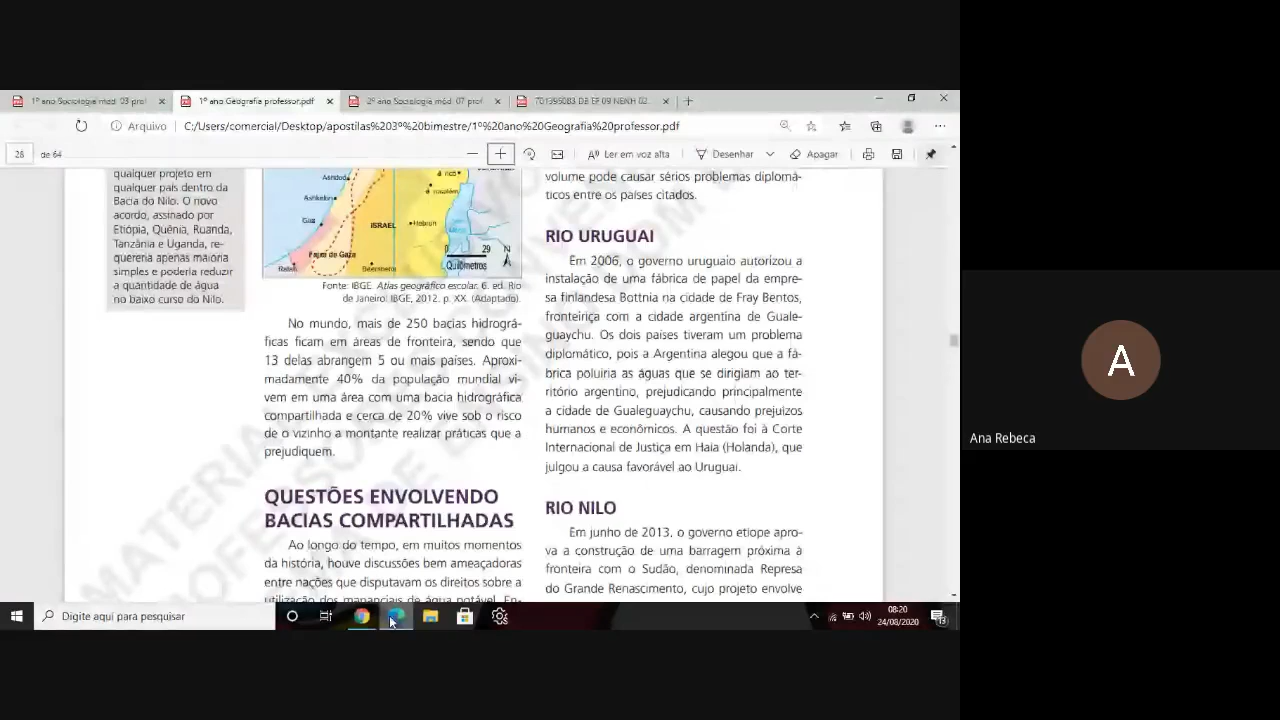 1º ano Sociologia mód. 03 prof
1º ano Geografia professor.pdf
2º ano Sociologia mód. 07 prof
Arquivo
C:/Users/comercial/Desktop/apostilas%203º%20bimestre/1º%20ano%20Geografia%20professor.pdf
28 de 64
Ler em voz alta
Desenhar
Apagar
qualquer projeto em
qualquer país dentro da
Bacia do Nilo. O novo
acordo, assinado por
Etiópia, Quênia, Ruanda,
Tanzânia e Uganda, re-
queria apenas maioria
simples e poderia reduzir
a quantidade de água
no baixo curso do Nilo.
Ashdod
Ashkelon
Gaza
ISRAEL
Hebron
Faixa de Gaza
0 29
N
Quilômetros
Fonte: IBGE. Atlas geográfico escolar. 6. ed. Rio
de Janeiro: IBGE, 2012. p. XX. (Adaptado).
No mundo, mais de 250 bacias hidrográ-
ficas ficam em áreas de fronteira, sendo que
13 delas abrangem 5 ou mais países. Aproxi-
madamente 40% da população mundial vi-
vem em uma área com uma bacia hidrográfica
compartilhada e cerca de 20% vive sob o risco
de o vizinho a montante realizar práticas que a
prejudiquem.
QUESTÕES ENVOLVENDO
BACIAS COMPARTILHADAS
Ao longo do tempo, em muitos momentos
da história, houve discussões bem ameaçadoras
entre nações que disputavam os direitos sobre a
utilização dos mananciais de água potável. En-
volume pode causar sérios problemas diplomá-
ticos entre os países citados.
RIO URUGUAI
Em 2006, o governo uruguaio autorizou a
instalação de uma fábrica de papel da empre-
sa finlandesa Bottnia na cidade de Fray Bentos,
fronteiriça com a cidade argentina de Guale-
guaychu. Os dois países tiveram um problema
diplomático, pois a Argentina alegou que a fá-
brica poluiria as águas que se dirigiam ao ter-
ritório argentino, prejudicando principalmente
a cidade de Gualeguaychu, causando prejuízos
humanos e econômicos. A questão foi à Corte
Internacional de Justiça em Haia (Holanda), que
julgou a causa favorável ao Uruguai.
RIO NILO
Em junho de 2013, o governo etíope apro-
va a construção de uma barragem próxima à
fronteira com o Sudão, denominada Represa
do Grande Renascimento, cujo projeto envolve
A
Ana Rebeca
Digite aqui para pesquisar
08:20
24/08/2020